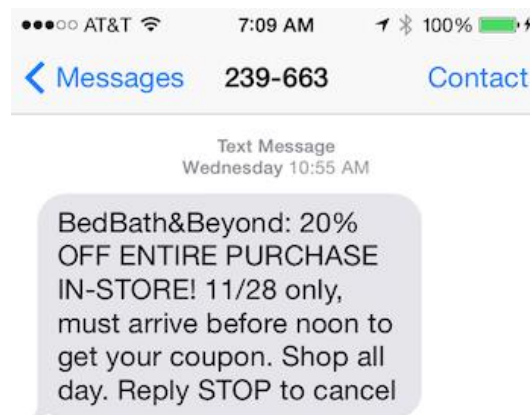 ●●●○○ AT&T 7:09 AM 100%
Messages 239-663 Contact
Text Message
Wednesday 10:55 AM
BedBath&Beyond: 20%
OFF ENTIRE PURCHASE
IN-STORE! 11/28 only,
must arrive before noon to
get your coupon. Shop all
day. Reply STOP to cancel